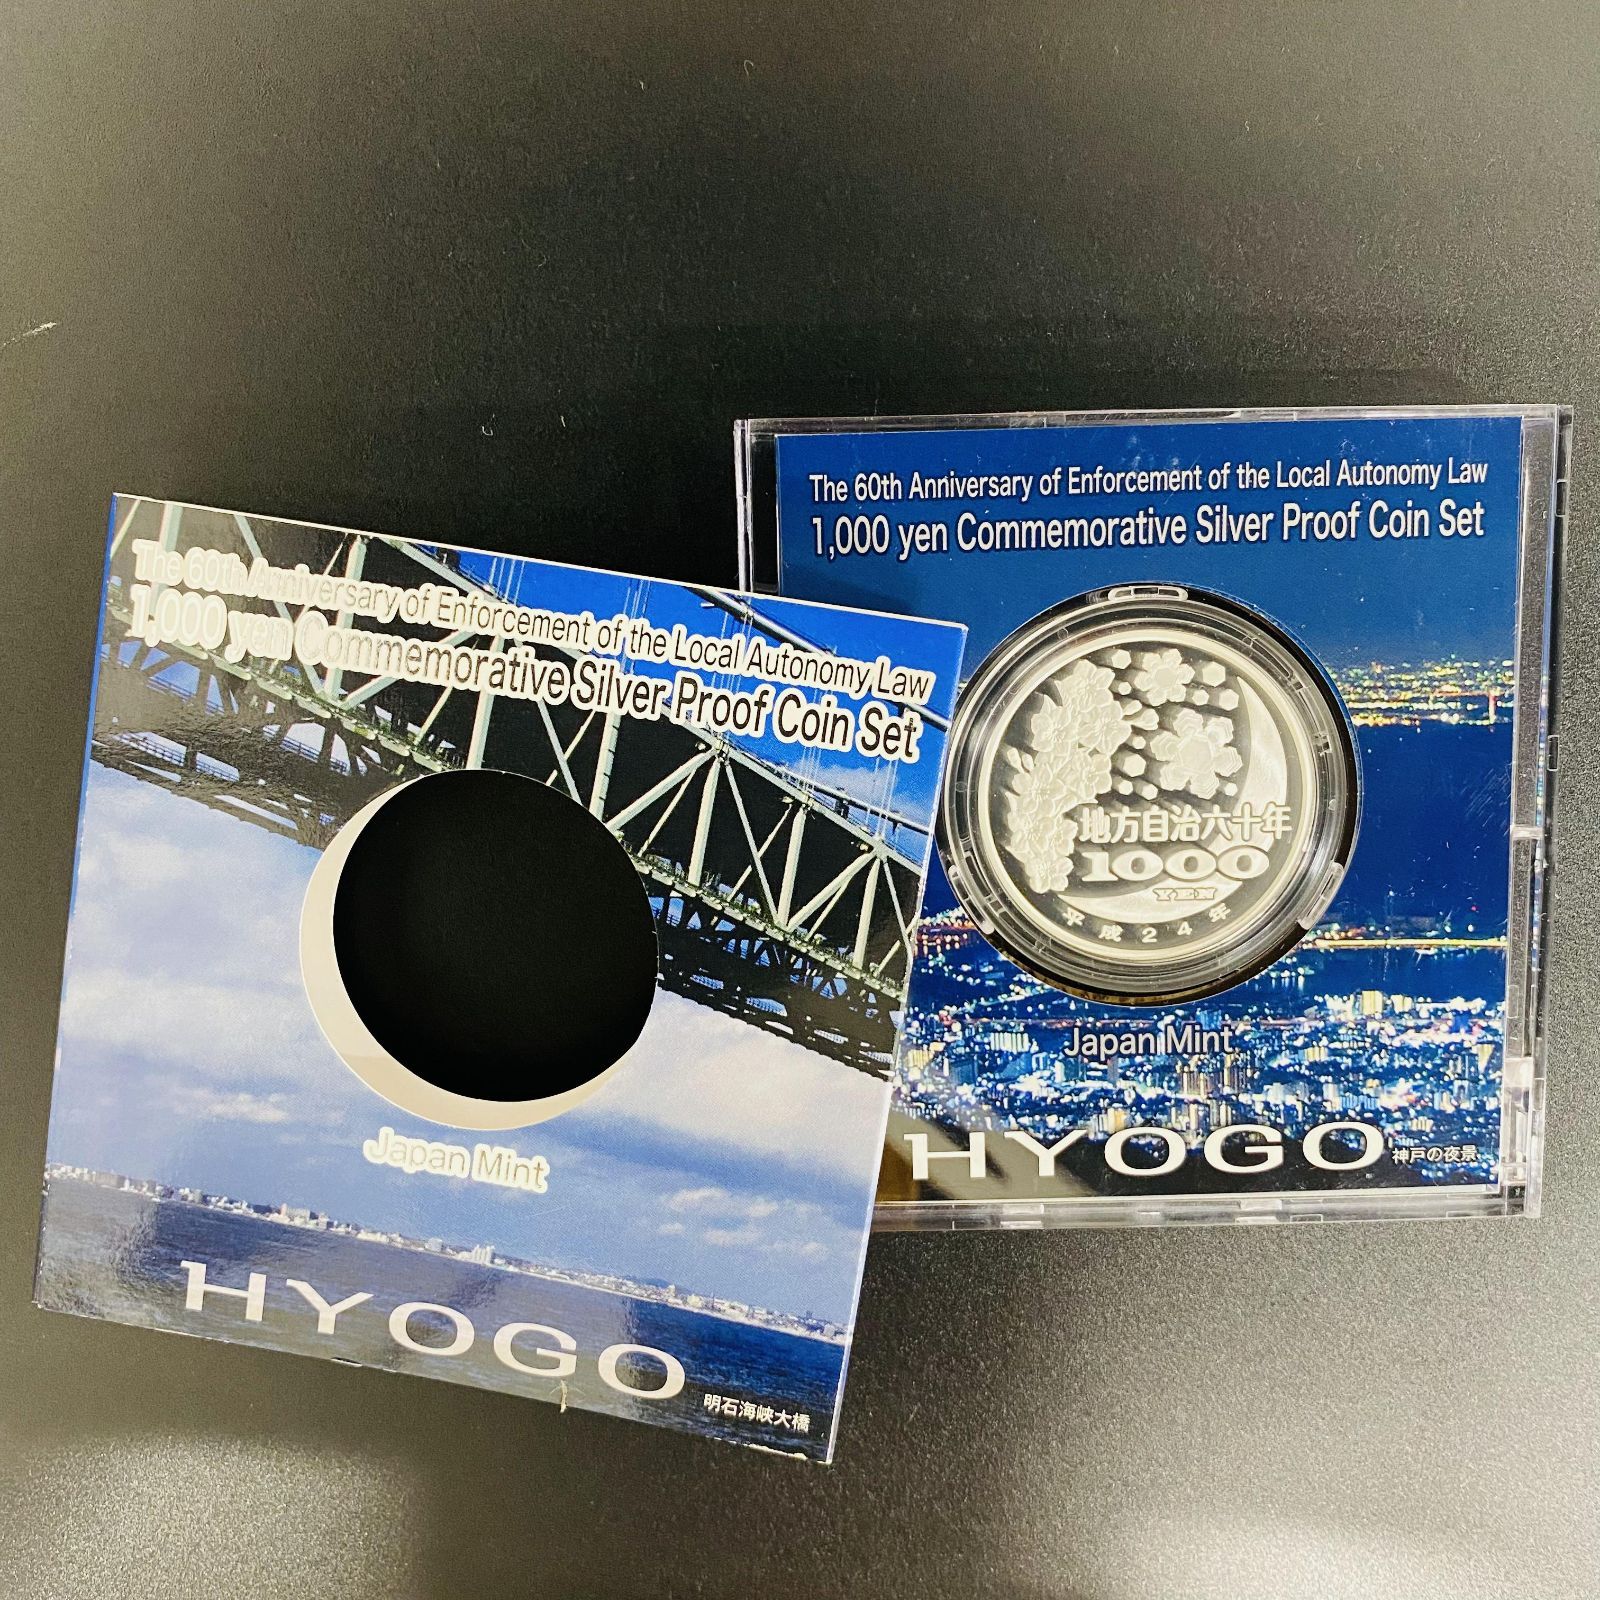 The 60th Anniversary of Enforcement of the Local Autonomy Law
1,000 yen Commemorative Silver Proof Coin Set
Japan Mint
HYOGO
明石海峡大橋
The 60th Anniversary of Enforcement of the Local Autonomy Law
1,000 yen Commemorative Silver Proof Coin Set
地方自治六十年
1000
YEN
平成24年
Japan Mint
HYOGO
神戸の夜景